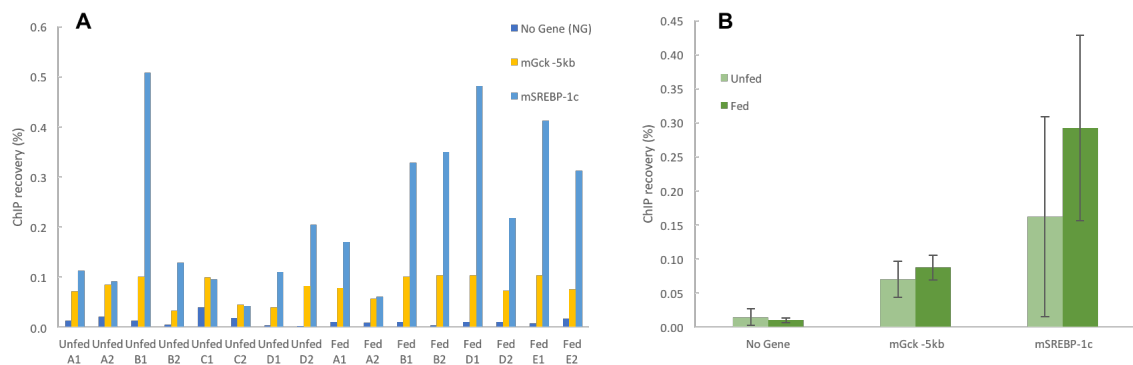 A
ChIP recovery (%)
0.6
0.5
0.4
0.3
0.2
0.1
0.0
No Gene (NG)
mGck -5kb
mSREBP-1c
Unfed Unfed Unfed Unfed Unfed Unfed Unfed Unfed Fed Fed Fed Fed Fed Fed Fed Fed
A1 A2 B1 B2 C1 C2 D1 D2 A1 A2 B1 B2 D1 D2 E1 E2
B
ChIP recovery (%)
0.45
0.40
0.35
0.30
0.25
0.20
0.15
0.10
0.05
0.00
Unfed
Fed
No Gene mGck -5kb mSREBP-1c